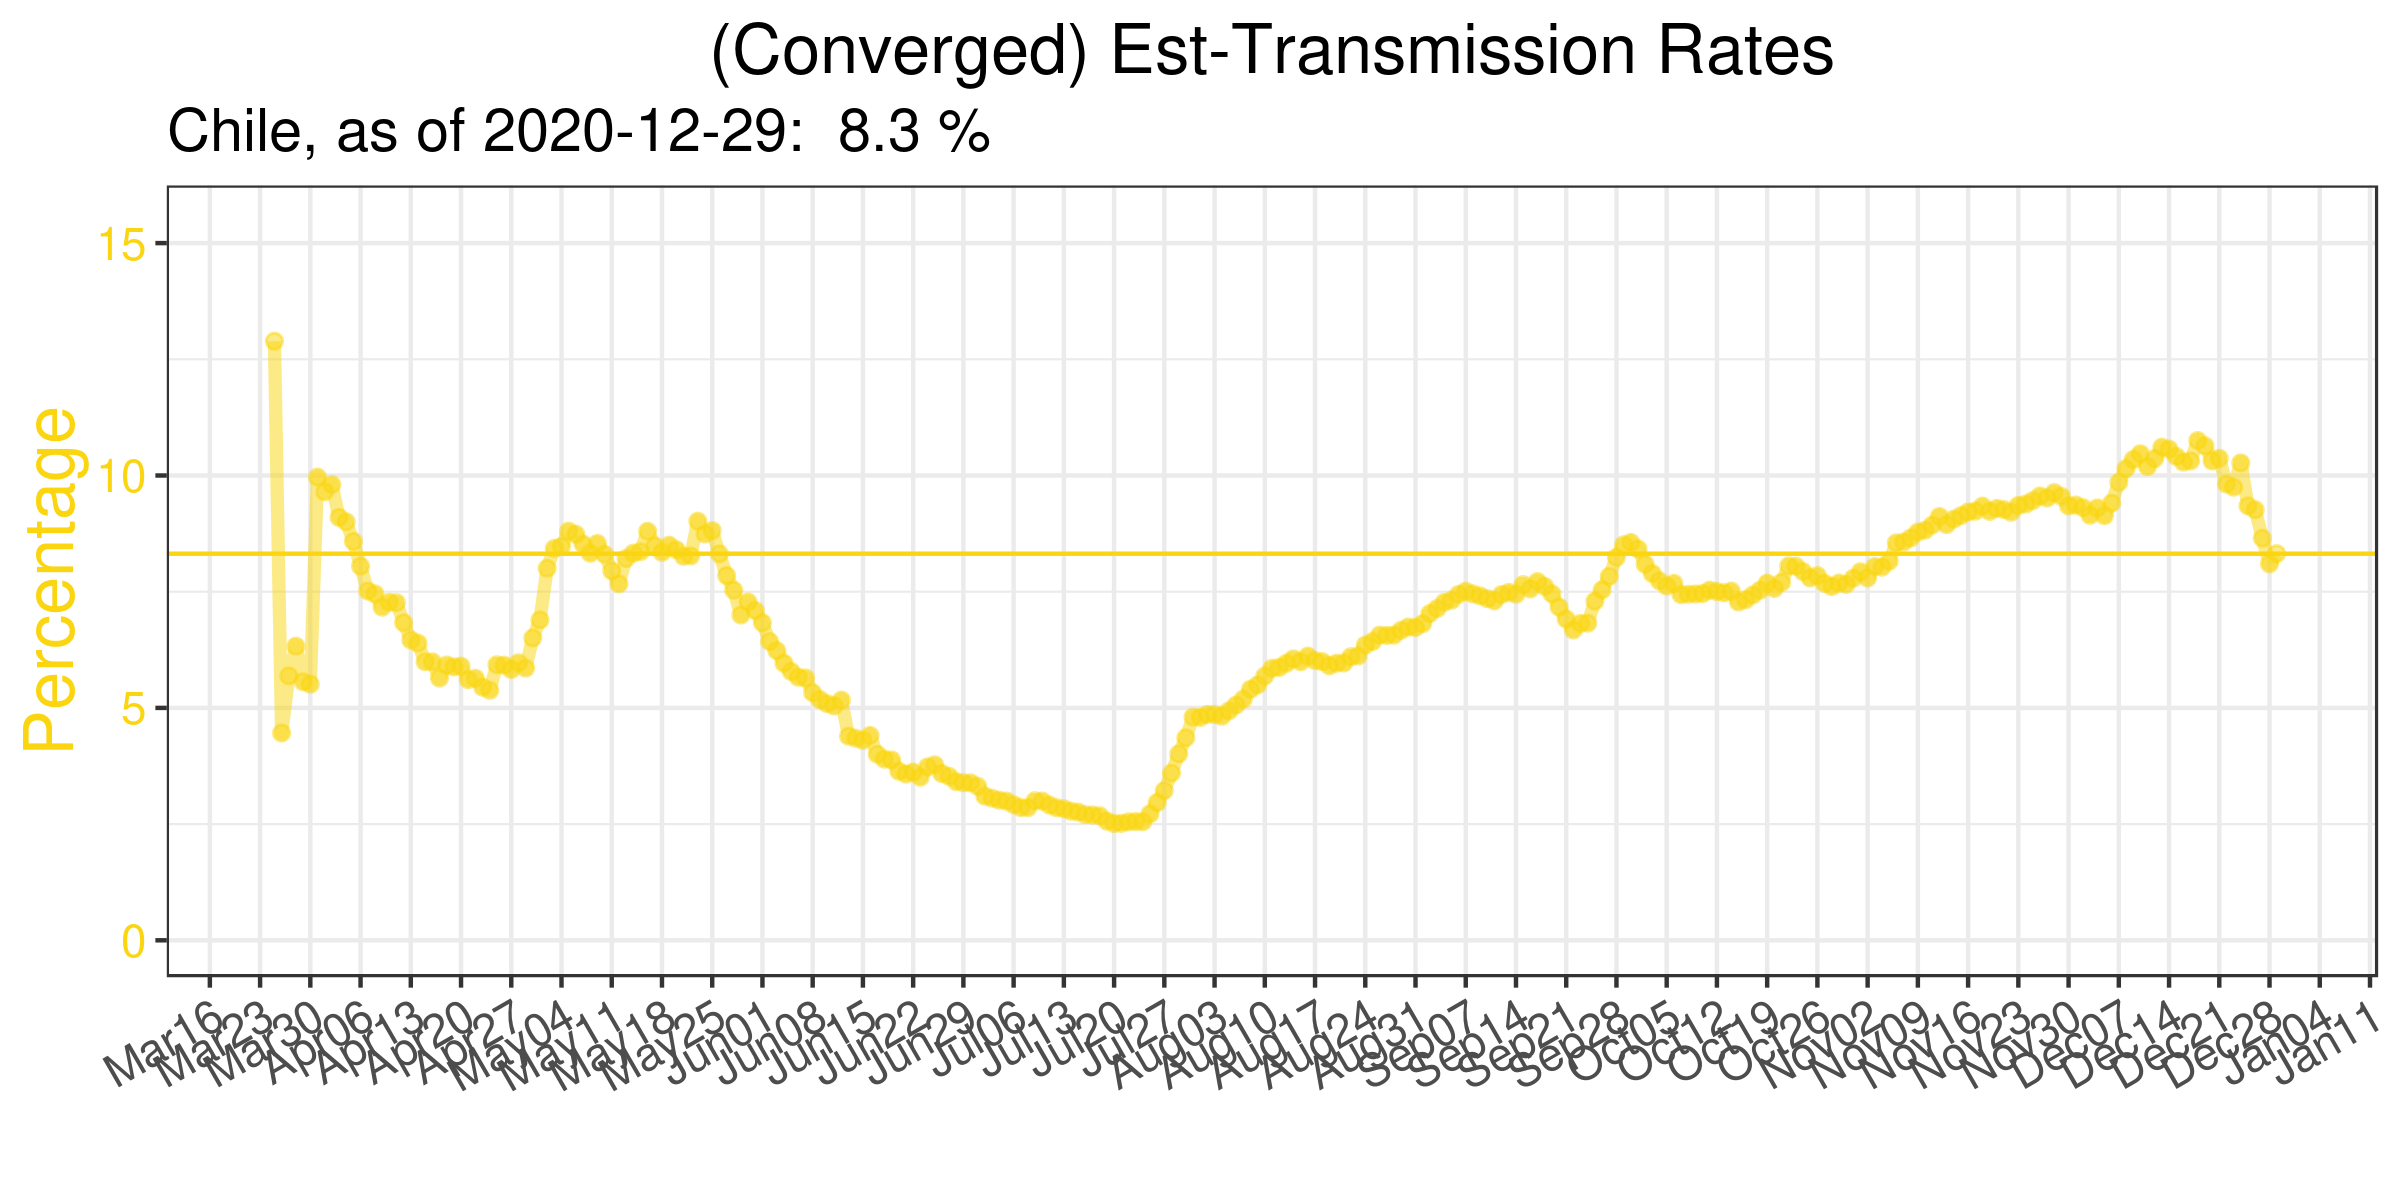 (Converged) Est-Transmission Rates
Chile, as of 2020-12-29:  8.3 %
Percentage
15
10
5
0
Mar16
Mar23
Mar30
Apr06
Apr13
Apr20
Apr27
May04
May11
May18
May25
Jun01
Jun08
Jun15
Jun22
Jun29
Jul06
Jul13
Jul20
Jul27
Aug03
Aug10
Aug17
Aug24
Aug31
Sep07
Sep14
Sep21
Sep28
Oct05
Oct12
Oct19
Oct26
Nov02
Nov09
Nov16
Nov23
Nov30
Dec07
Dec14
Dec21
Dec28
Jan04
Jan11